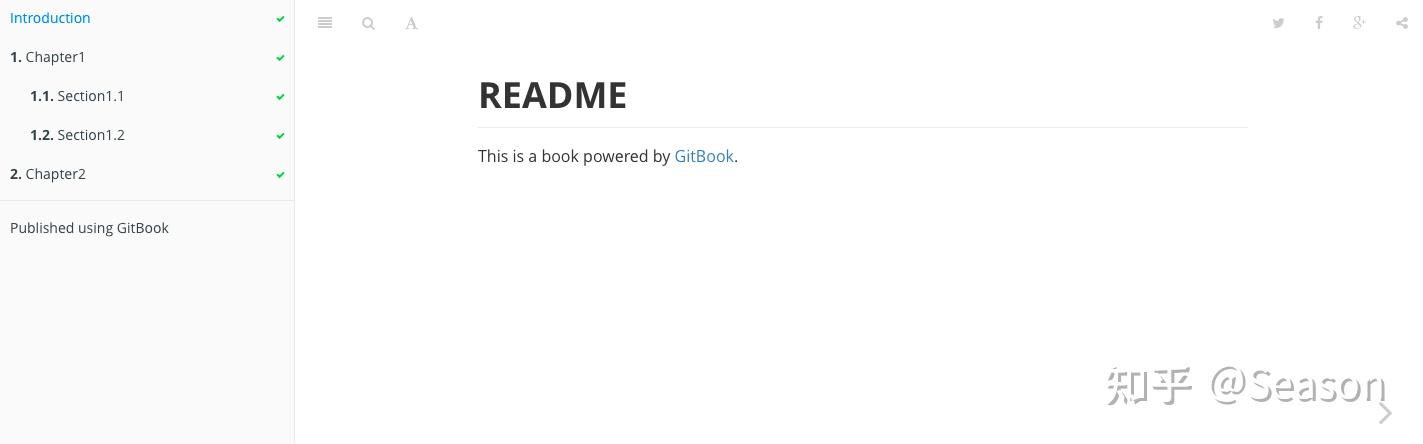 Introduction
1. Chapter1
1.1. Section1.1
1.2. Section1.2
2. Chapter2
Published using GitBook
A
README
This is a book powered by GitBook.
知乎 @Season